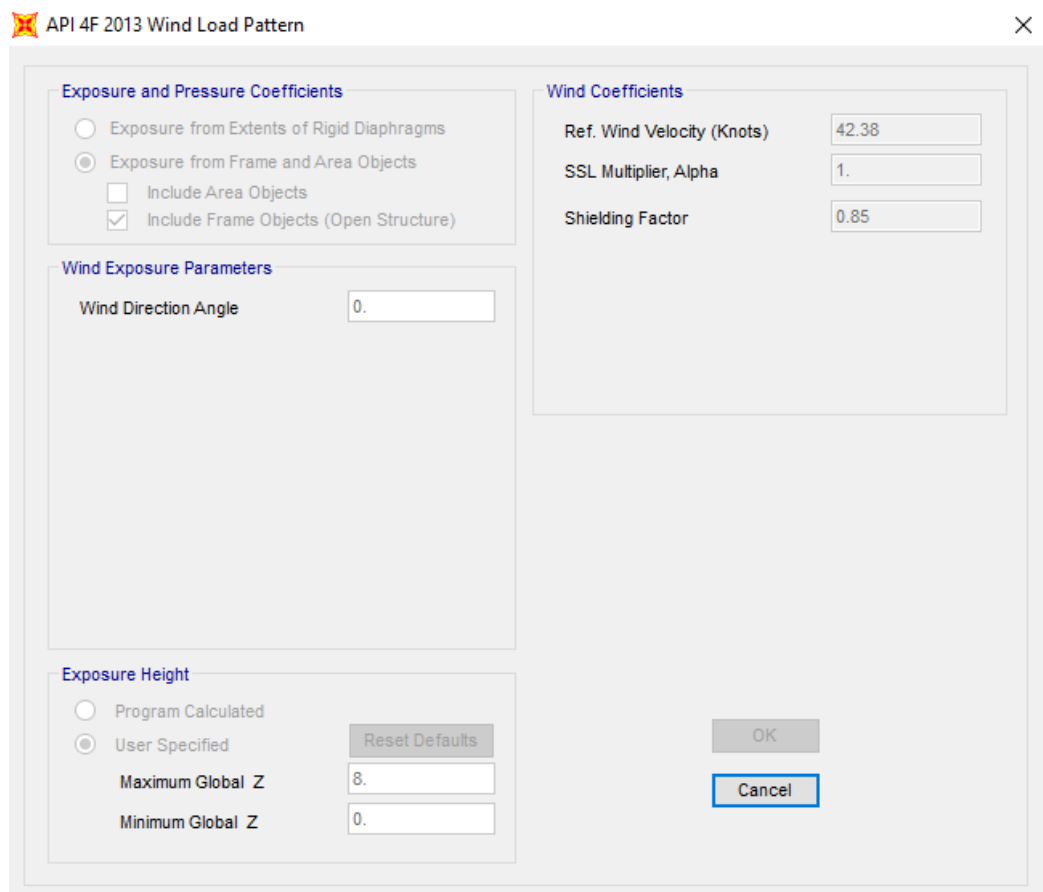 API 4F 2013 Wind Load Pattern
Exposure and Pressure Coefficients
Exposure from Extents of Rigid Diaphragms
Exposure from Frame and Area Objects
Include Area Objects
Include Frame Objects (Open Structure)
Wind Exposure Parameters
Wind Direction Angle 0.
Exposure Height
Program Calculated
User Specified Reset Defaults
Maximum Global Z 8.
Minimum Global Z 0.
Wind Coefficients
Ref. Wind Velocity (Knots) 42.38
SSL Multiplier, Alpha 1.
Shielding Factor 0.85
OK
Cancel